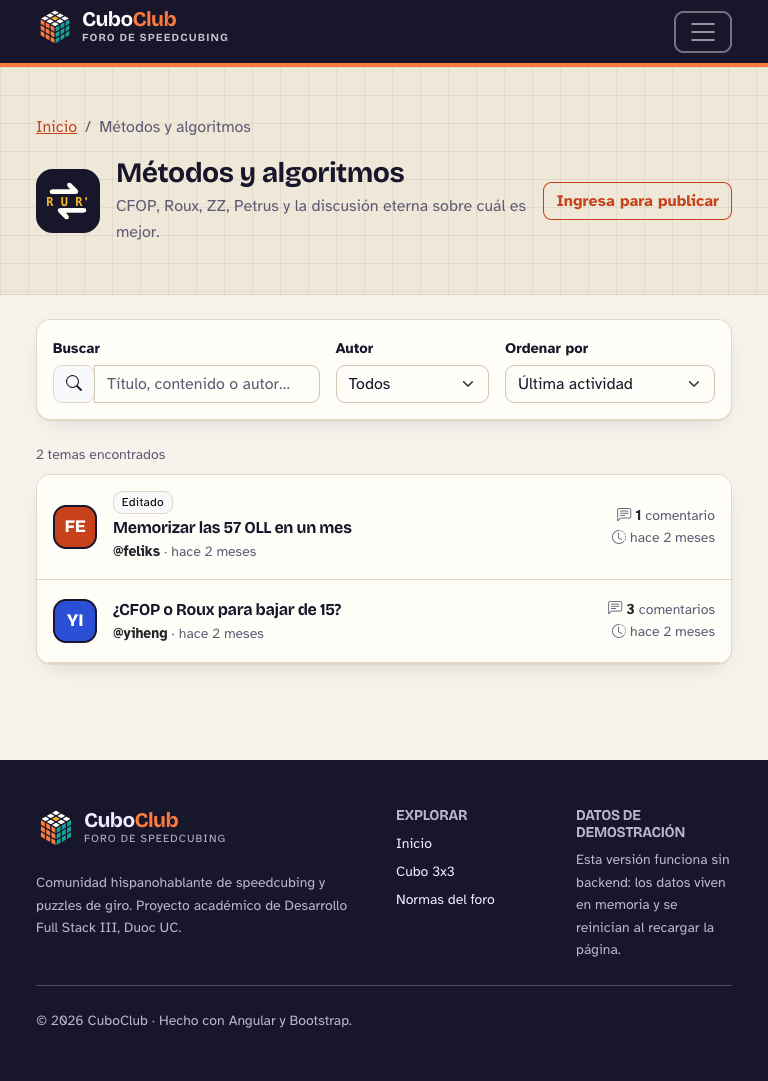 CuboClub
FORO DE SPEEDCUBING
Inicio / Métodos y algoritmos
R U R'
Métodos y algoritmos
CFOP, Roux, ZZ, Petrus y la discusión eterna sobre cuál es
mejor.
Ingresa para publicar
Buscar
Autor
Ordenar por
Título, contenido o autor...
Todos
Última actividad
2 temas encontrados
FE
Editado
Memorizar las 57 OLL en un mes
@feliks · hace 2 meses
1 comentario
hace 2 meses
YI
¿CFOP o Roux para bajar de 15?
@yiheng · hace 2 meses
3 comentarios
hace 2 meses
CuboClub
FORO DE SPEEDCUBING
Comunidad hispanohablante de speedcubing y
puzzles de giro. Proyecto académico de Desarrollo
Full Stack III, Duoc UC.
EXPLORAR
Inicio
Cubo 3x3
Normas del foro
DATOS DE
DEMOSTRACIÓN
Esta versión funciona sin
backend: los datos viven
en memoria y se
reinician al recargar la
página.
© 2026 CuboClub · Hecho con Angular y Bootstrap.